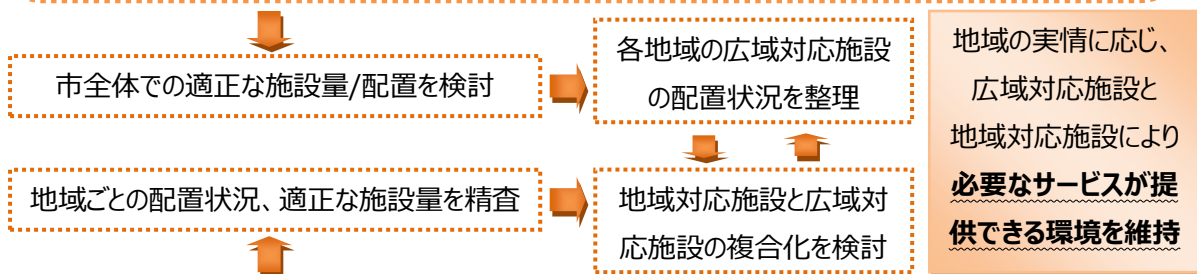 市全体での適正な施設量/配置を検討
各地域の広域対応施設
の配置状況を整理
地域ごとの配置状況、適正な施設量を精査
地域対応施設と広域対
応施設の複合化を検討
地域の実情に応じ、
広域対応施設と
地域対応施設により
必要なサービスが提
供できる環境を維持